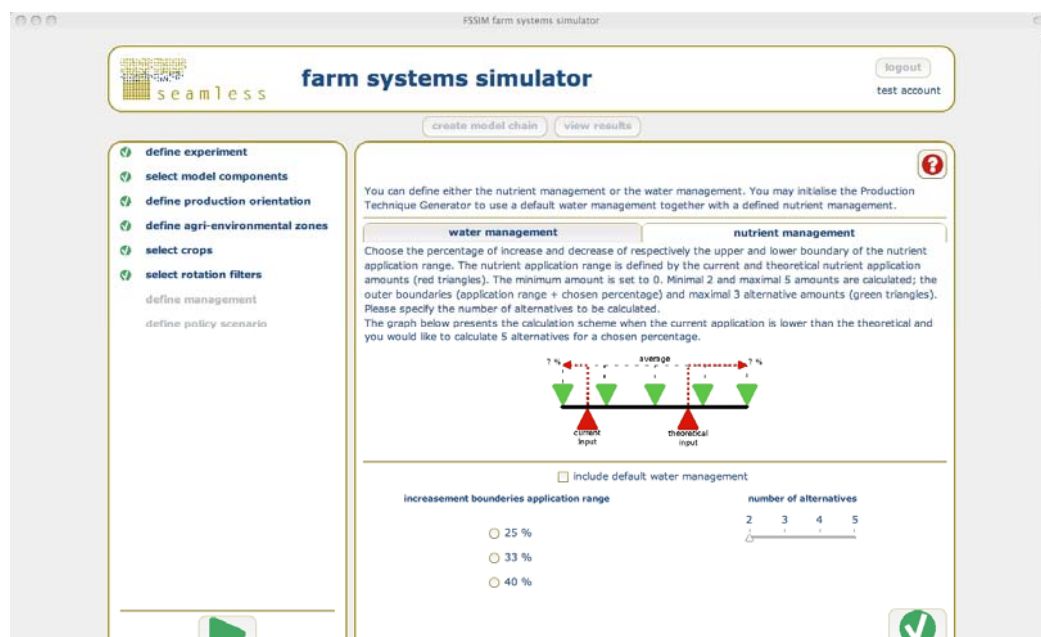 FSSIM farm systems simulator
seamless
farm systems simulator
logout
test account
create model chain
view results
define experiment
select model components
define production orientation
define agri-environmental zones
select crops
select rotation filters
define management
define policy scenario
You can define either the nutrient management or the water management. You may initialise the Production
Technique Generator to use a default water management together with a defined nutrient management.
water management
nutrient management
Choose the percentage of increase and decrease of respectively the upper and lower boundary of the nutrient
application range. The nutrient application range is defined by the current and theoretical nutrient application
amounts (red triangles). The minimum amount is set to 0. Minimal 2 and maximal 5 amounts are calculated; the
outer boundaries (application range + chosen percentage) and maximal 3 alternative amounts (green triangles).
Please specify the number of alternatives to be calculated.
The graph below presents the calculation scheme when the current application is lower than the theoretical and
you would like to calculate 5 alternatives for a chosen percentage.
? %
average
? %
current
input
theoretical
input
include default water management
increasement bounderies application range
number of alternatives
2 3 4 5
25 %
33 %
40 %